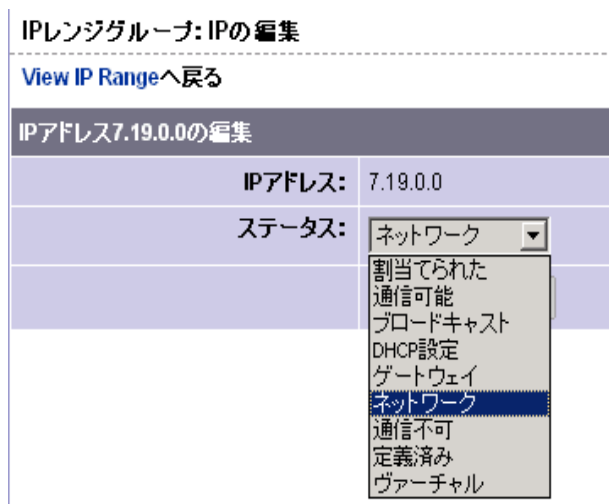 IPレンジグループ: IPの編集
View IP Rangeへ戻る
IPアドレス7.19.0.0の編集
IPアドレス: 7.19.0.0
ステータス: ネットワーク
割当てられた
通信可能
ブロードキャスト
DHCP設定
ゲートウェイ
ネットワーク
通信不可
定義済み
ヴァーチャル